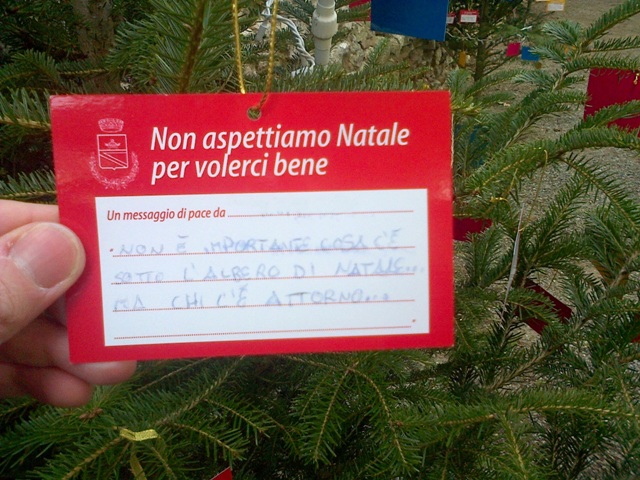 Non aspettiamo Natale
per volerci bene
Un messaggio di pace da
NON È IMPORTANTE COSA C'È
SOTTO L'ALBERO DI NATALE...
MA CHI C'È ATTORNO...